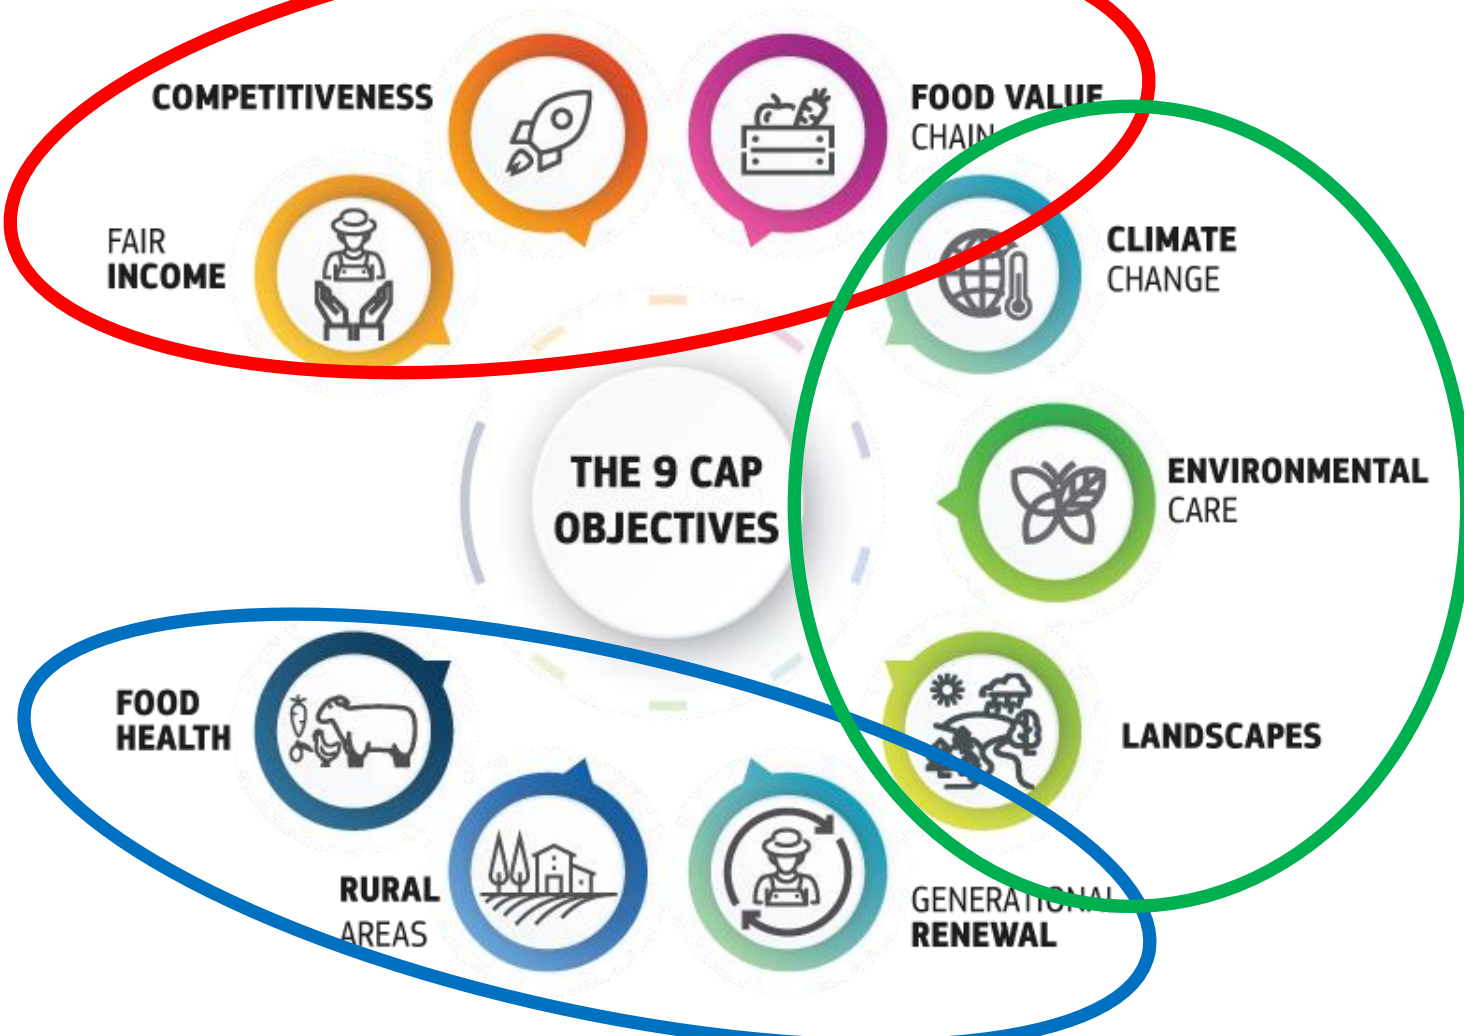 COMPETITIVENESS
FOOD VALUE
CHAIN
FAIR
INCOME
CLIMATE
CHANGE
THE 9 CAP
OBJECTIVES
ENVIRONMENTAL
CARE
FOOD
HEALTH
LANDSCAPES
RURAL
AREAS
GENERATIONAL
RENEWAL